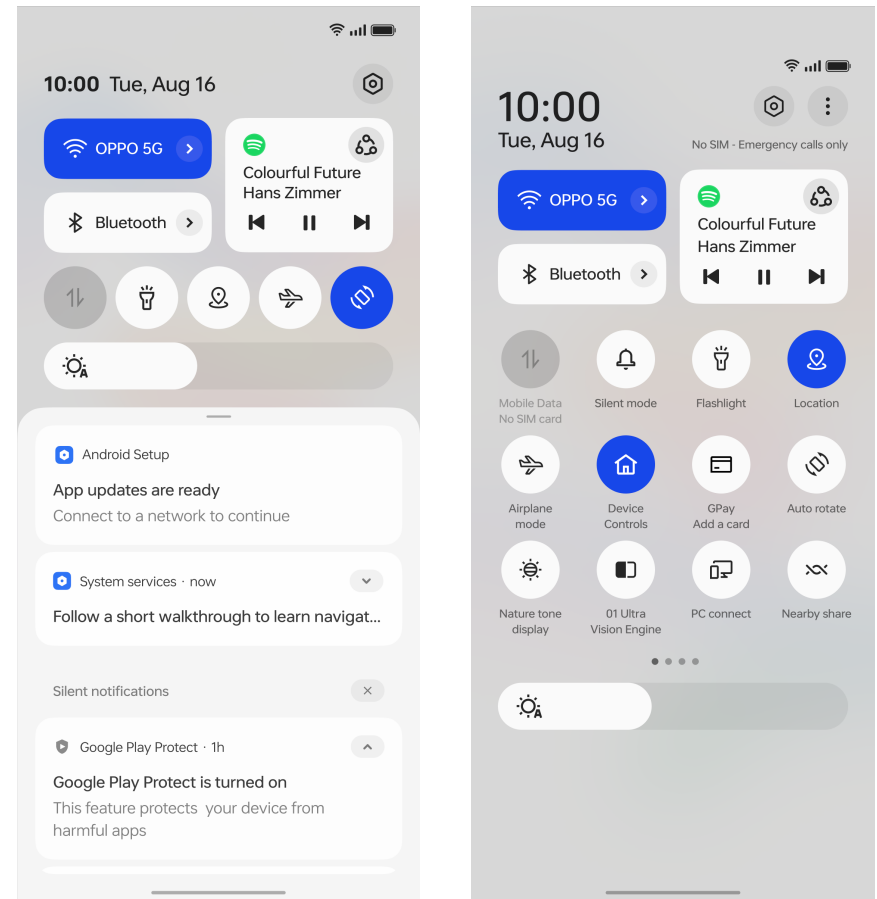 10:00 Tue, Aug 16
OPPO 5G
Bluetooth
Colourful Future
Hans Zimmer
A
Android Setup
App updates are ready
Connect to a network to continue
System services · now
Follow a short walkthrough to learn navigat...
Silent notifications
Google Play Protect · 1h
Google Play Protect is turned on
This feature protects your device from
harmful apps
10:00
Tue, Aug 16
No SIM - Emergency calls only
OPPO 5G
Bluetooth
Colourful Future
Hans Zimmer
Mobile Data
No SIM card
Silent mode
Flashlight
Location
Airplane
mode
Device
Controls
GPay
Add a card
Auto rotate
Nature tone
display
01 Ultra
Vision Engine
PC connect
Nearby share
A